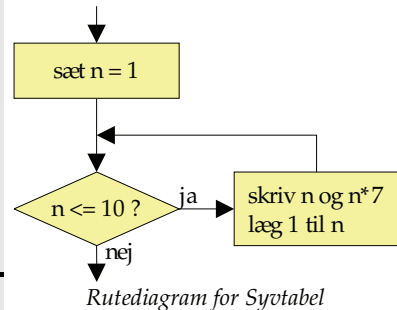 sæt n = 1
n <= 10 ?
ja
skriv n og n*7
læg 1 til n
nej
Rutediagram for Syvtabel